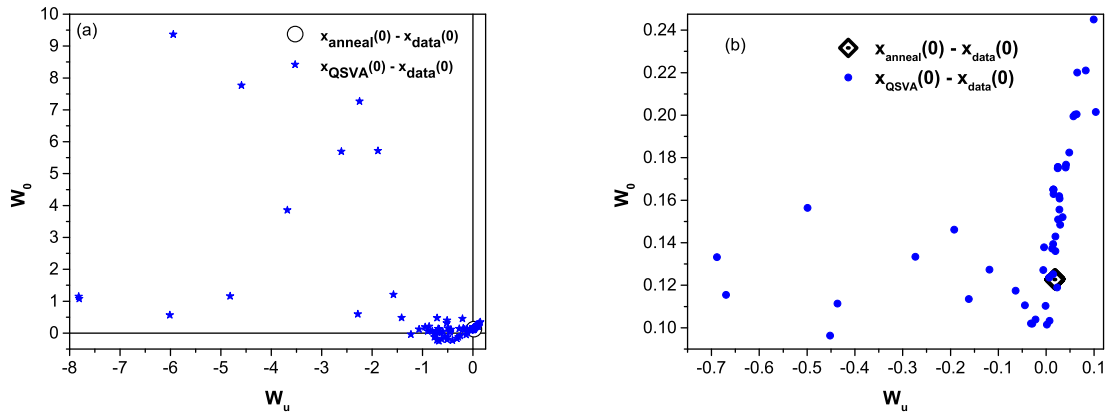 (a)
x_anneal(0) - x_data(0)
x_QSVA(0) - x_data(0)
10
9
8
7
6
5
4
3
2
1
0
W_0
-8 -7 -6 -5 -4 -3 -2 -1 0
W_u
(b)
x_anneal(0) - x_data(0)
x_QSVA(0) - x_data(0)
0.24
0.22
0.20
0.18
0.16
0.14
0.12
0.10
W_0
-0.7 -0.6 -0.5 -0.4 -0.3 -0.2 -0.1 0.0 0.1
W_u